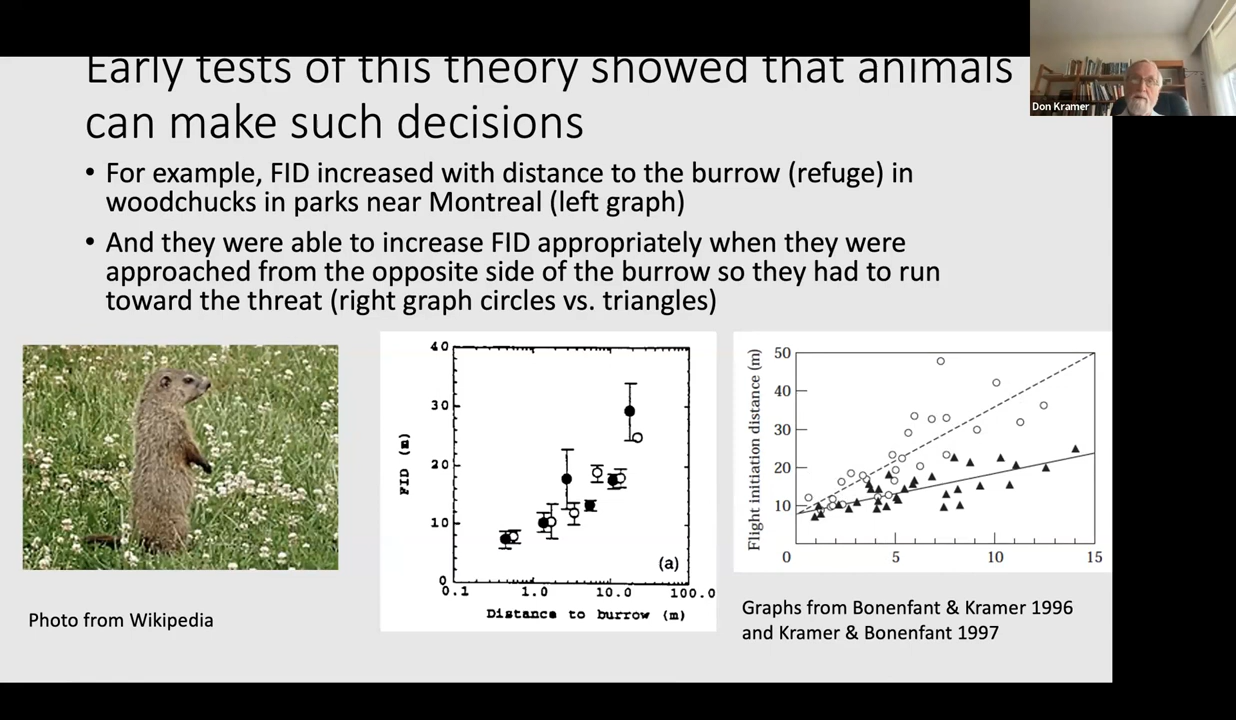 Early tests of this theory showed that animals
can make such decisions
Don Kramer
• For example, FID increased with distance to the burrow (refuge) in
woodchucks in parks near Montreal (left graph)
• And they were able to increase FID appropriately when they were
approached from the opposite side of the burrow so they had to run
toward the threat (right graph circles vs. triangles)
Photo from Wikipedia
40
30
20
10
0
FID (m)
(a)
0.1 1.0 10.0 100.0
Distance to burrow (m)
50
40
30
20
10
Flight initiation distance (m)
0 5 10 15
Graphs from Bonenfant & Kramer 1996
and Kramer & Bonenfant 1997